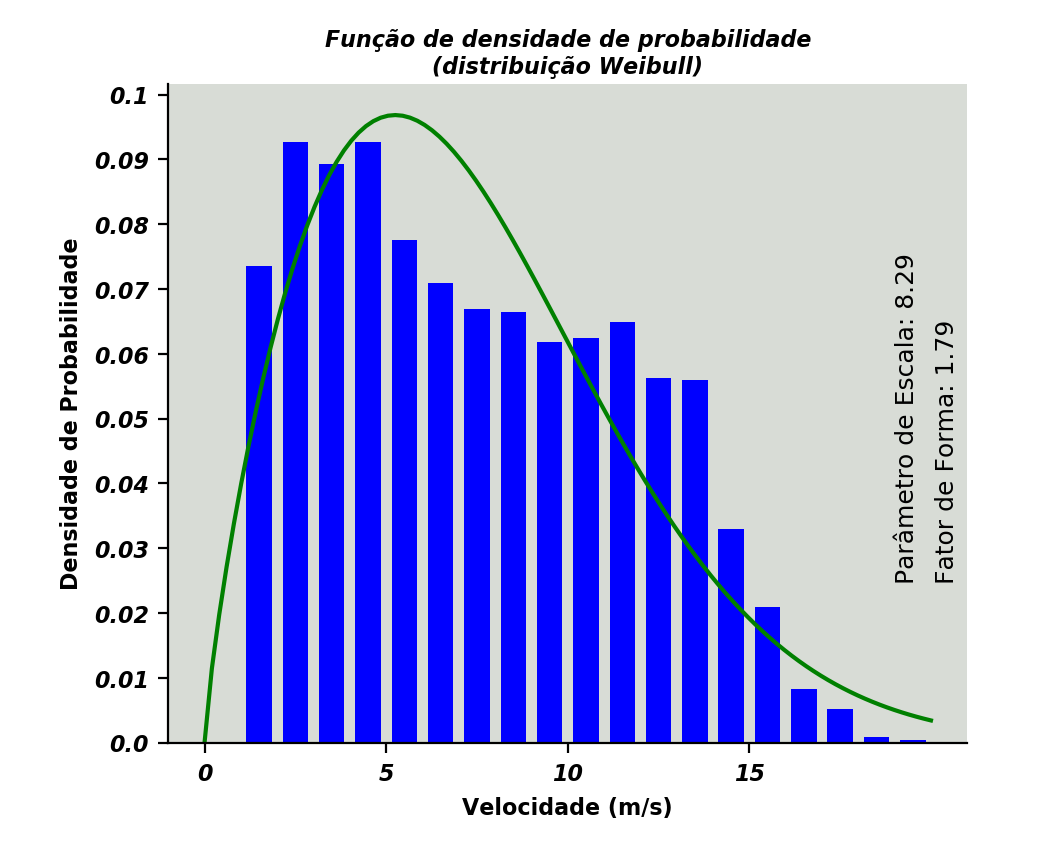 Função de densidade de probabilidade
(distribuição Weibull)
0.1
0.09
0.08
0.07
0.06
0.05
0.04
0.03
0.02
0.01
0.0
Densidade de Probabilidade
Parâmetro de Escala: 8.29
Fator de Forma: 1.79
0
5
10
15
Velocidade (m/s)